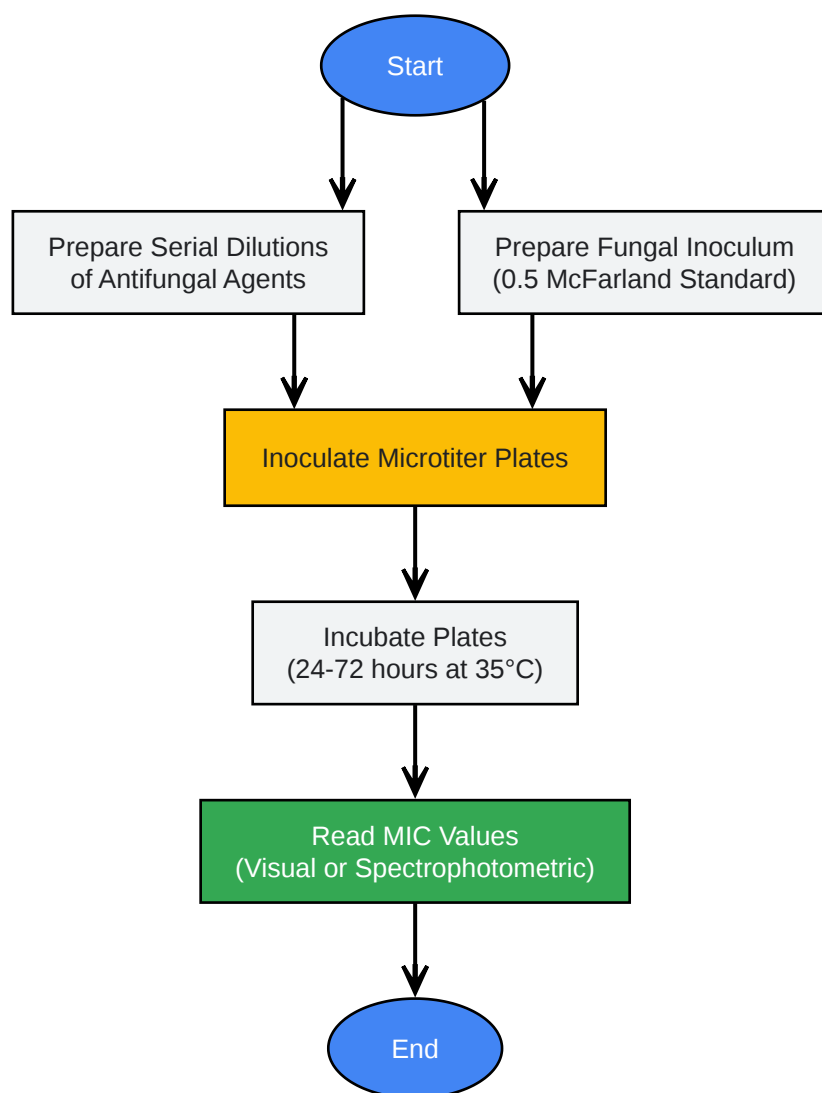 Start
Prepare Serial Dilutions
of Antifungal Agents
Prepare Fungal Inoculum
(0.5 McFarland Standard)
Inoculate Microtiter Plates
Incubate Plates
(24-72 hours at 35°C)
Read MIC Values
(Visual or Spectrophotometric)
End